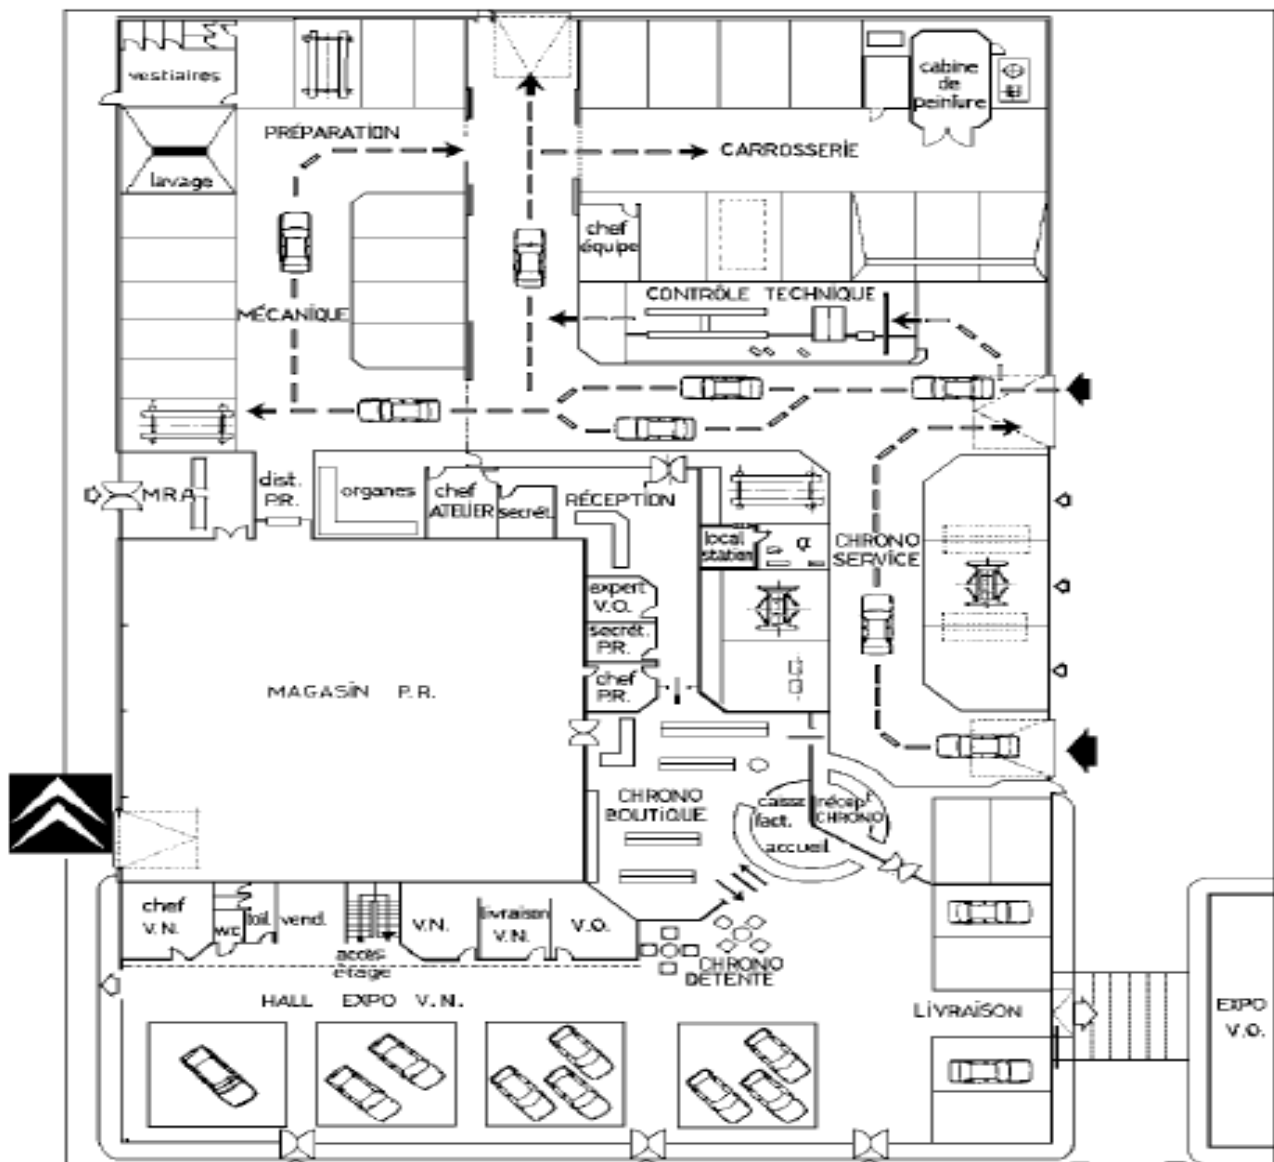 vestiaires
cabine
de
peinture
PRÉPARATION
CARROSSERIE
lavage
chef
équipe
CONTRÔLE TECHNIQUE
MÉCANIQUE
MRA
dist.
P.R.
organes
chef
ATELIER
secrét.
RÉCEPTION
local
station
CHRONO
SERVICE
expert
V.O.
secrét.
P.R.
chef
P.R.
MAGASIN P.R.
CHRONO
BOUTIQUE
caisse
fact.
accueil
récep.
CHRONO
chef
V.N.
WC
toil.
vend.
accès
étage
V.N.
livraison
V.N.
V.O.
CHRONO
DÉTENTE
HALL EXPO V.N.
LIVRAISON
EXPO
V.O.